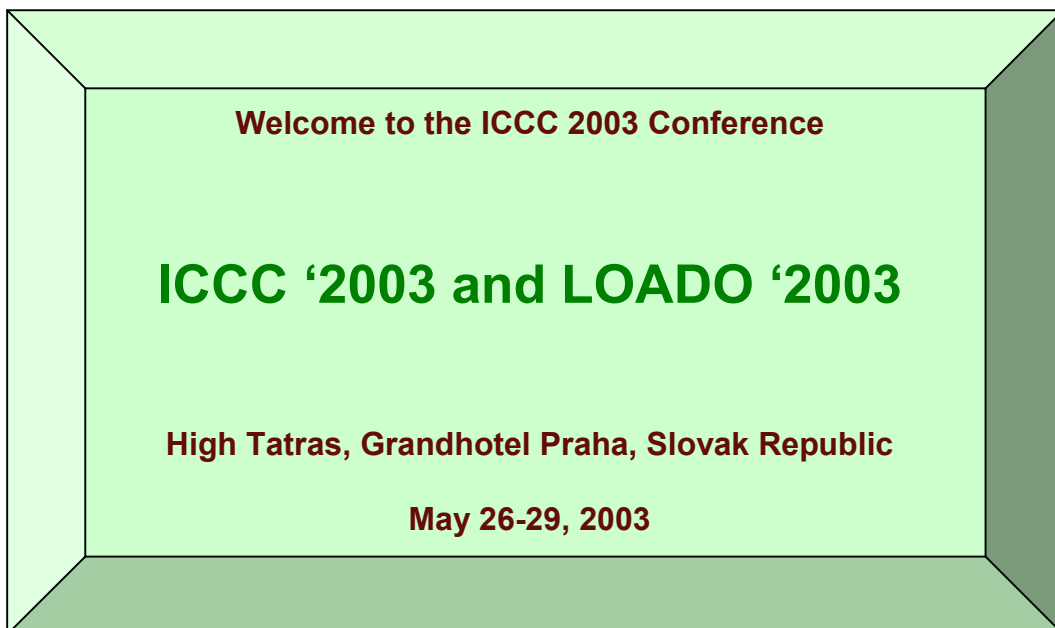 Welcome to the ICCC 2003 Conference
ICCC ‘2003 and LOADO ‘2003
High Tatras, Grandhotel Praha, Slovak Republic
May 26-29, 2003